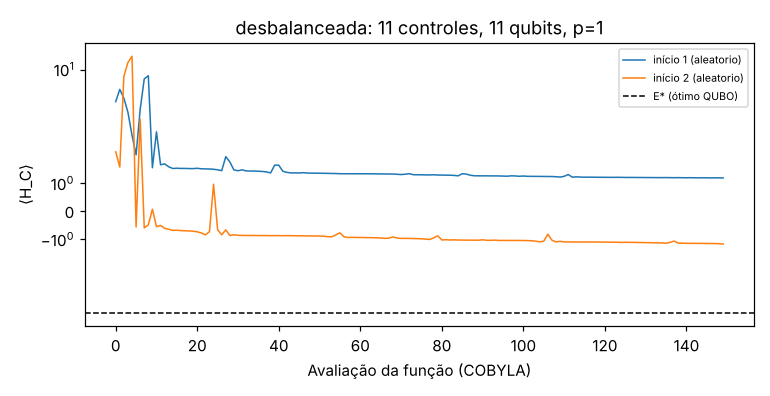 desbalanceada: 11 controles, 11 qubits, p=1
início 1 (aleatorio)
início 2 (aleatorio)
E* (ótimo QUBO)
10¹
10⁰
0
−10⁰
⟨H_C⟩
0 20 40 60 80 100 120 140
Avaliação da função (COBYLA)